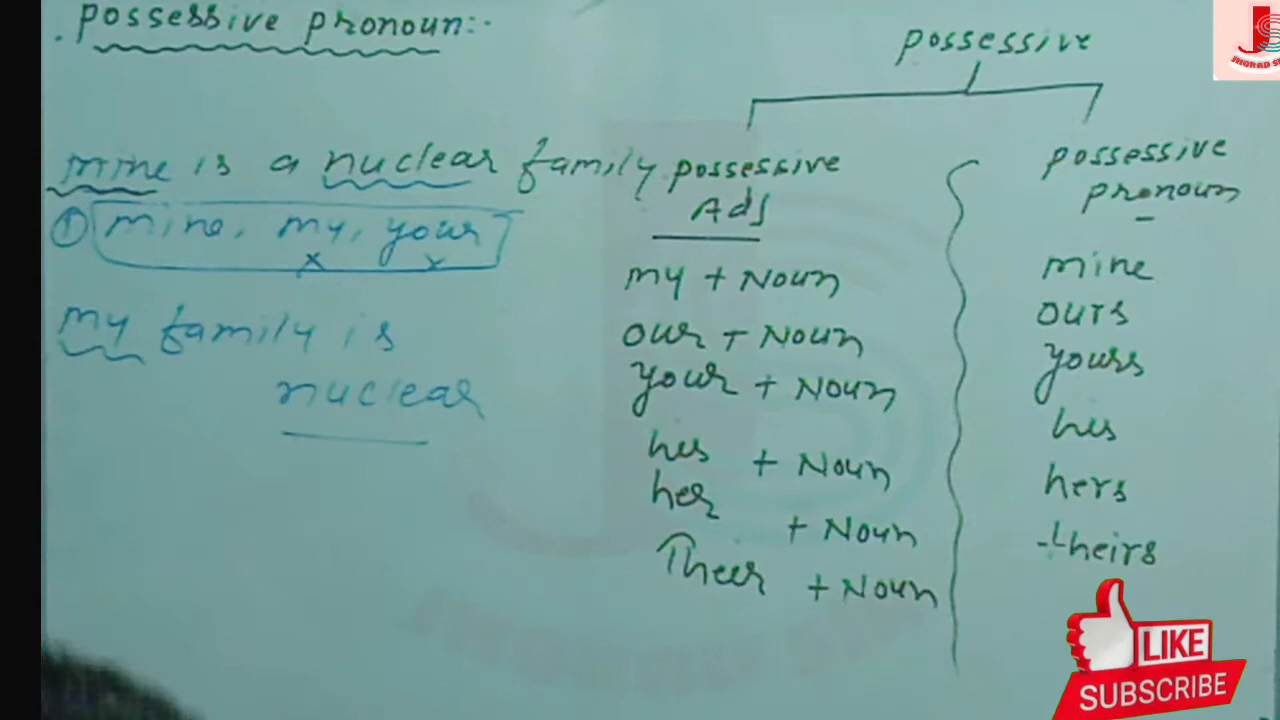 . Possessive pronoun:-
mine is a nuclear family
① mine, my, your
x x
My family is
nuclear
possessive
possessive
Adj
my + Noun
our + Noun
your + Noun
his + Noun
her + Noun
Their + Noun
possessive
pronoun
mine
ours
yours
his
hers
theirs
LIKE
SUBSCRIBE